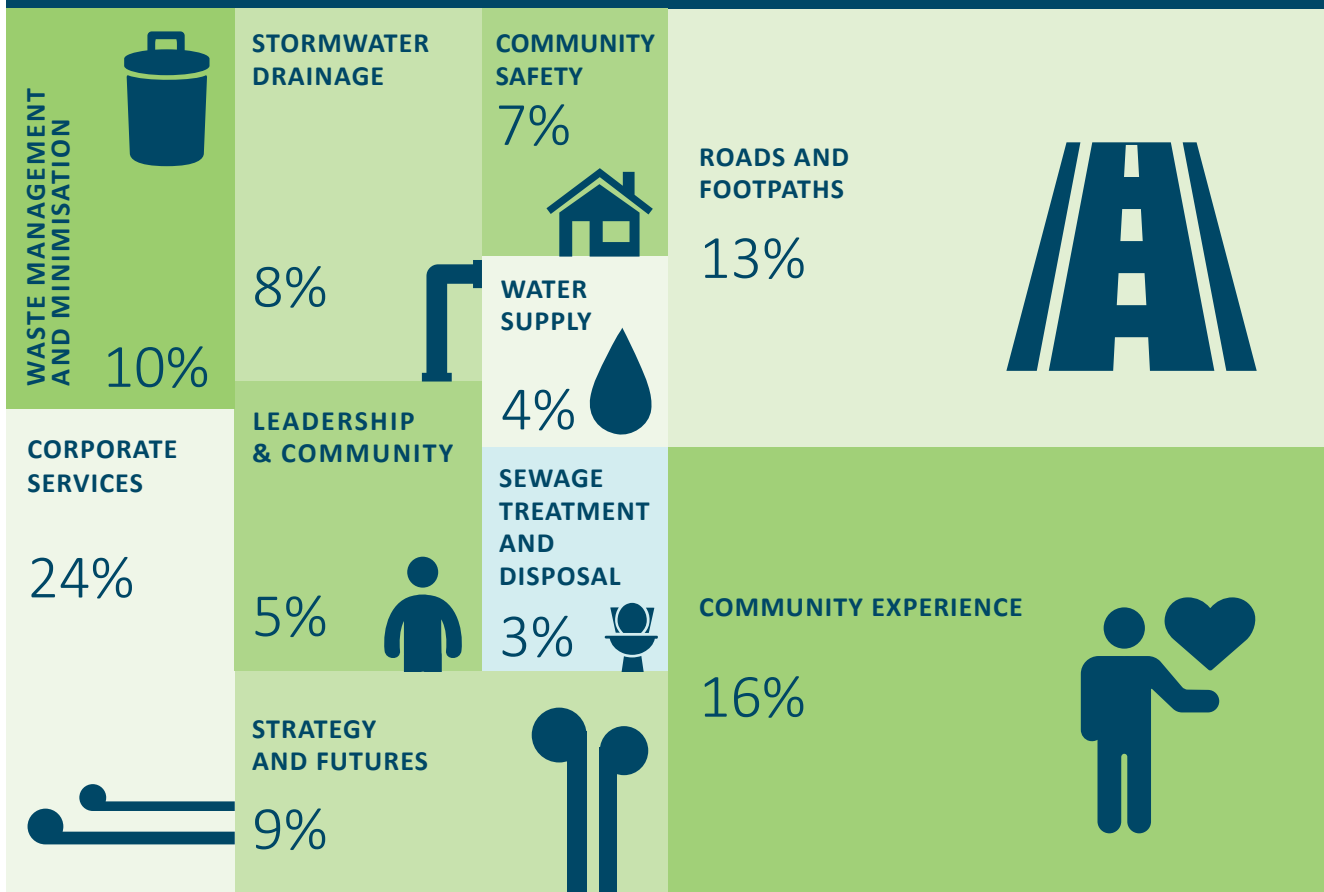 WASTE MANAGEMENT
AND MINIMISATION
10%
STORMWATER
DRAINAGE
8%
COMMUNITY
SAFETY
7%
ROADS AND
FOOTPATHS
13%
WATER
SUPPLY
4%
CORPORATE
SERVICES
24%
LEADERSHIP
& COMMUNITY
5%
SEWAGE
TREATMENT
AND
DISPOSAL
3%
COMMUNITY EXPERIENCE
16%
STRATEGY
AND FUTURES
9%